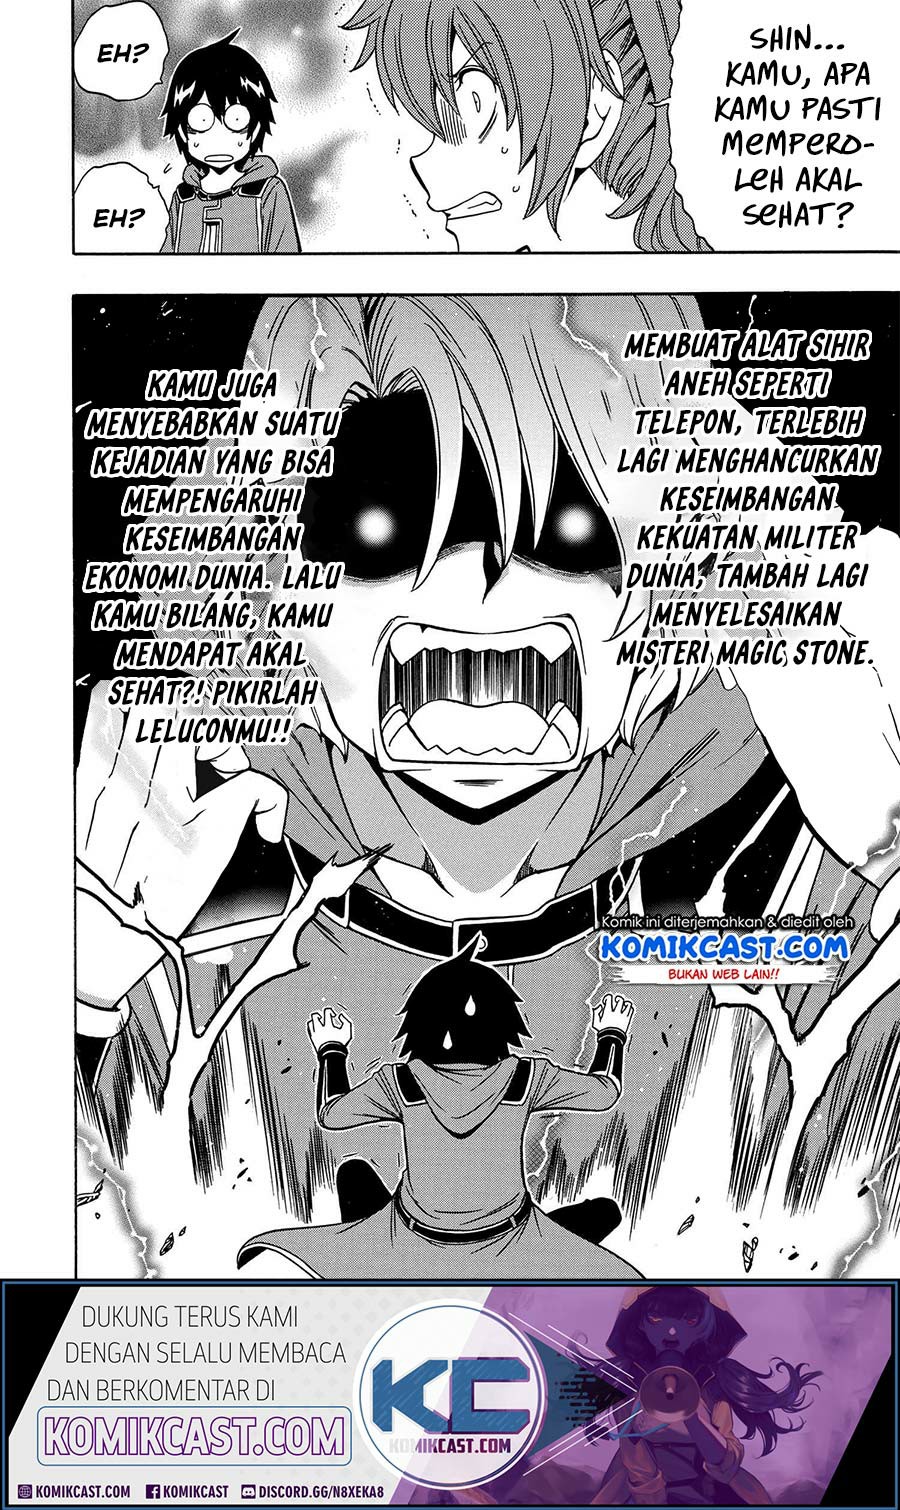 SHIN...
KAMU, APA
KAMU PASTI
MEMPERO-
LEH AKAL
SEHAT?
EH?
EH?
MEMBUAT ALAT SIHIR
ANEH SEPERTI
TELEPON, TERLEBIH
LAGI MENGHANCURKAN
KESEIMBANGAN
KEKUATAN MILITER
DUNIA, TAMBAH LAGI
MENYELESAIKAN
MISTERI MAGIC STONE.
KAMU JUGA
MENYEBABKAN SUATU
KEJADIAN YANG BISA
MEMPENGARUHI
KESEIMBANGAN
EKONOMI DUNIA. LALU
KAMU BILANG, KAMU
MENDAPAT AKAL
SEHAT?! PIKIRLAH
LELUCONMU!!
Komik ini diterjemahkan & diedit oleh
KOMIKCAST.COM
BUKAN WEB LAIN!!
DUKUNG TERUS KAMI
DENGAN SELALU MEMBACA
DAN BERKOMENTAR DI
KOMIKCAST.COM
KC
KOMIKCAST.COM
KOMIKCAST.COM KOMIKCAST DISCORD.GG/N8XEKA8